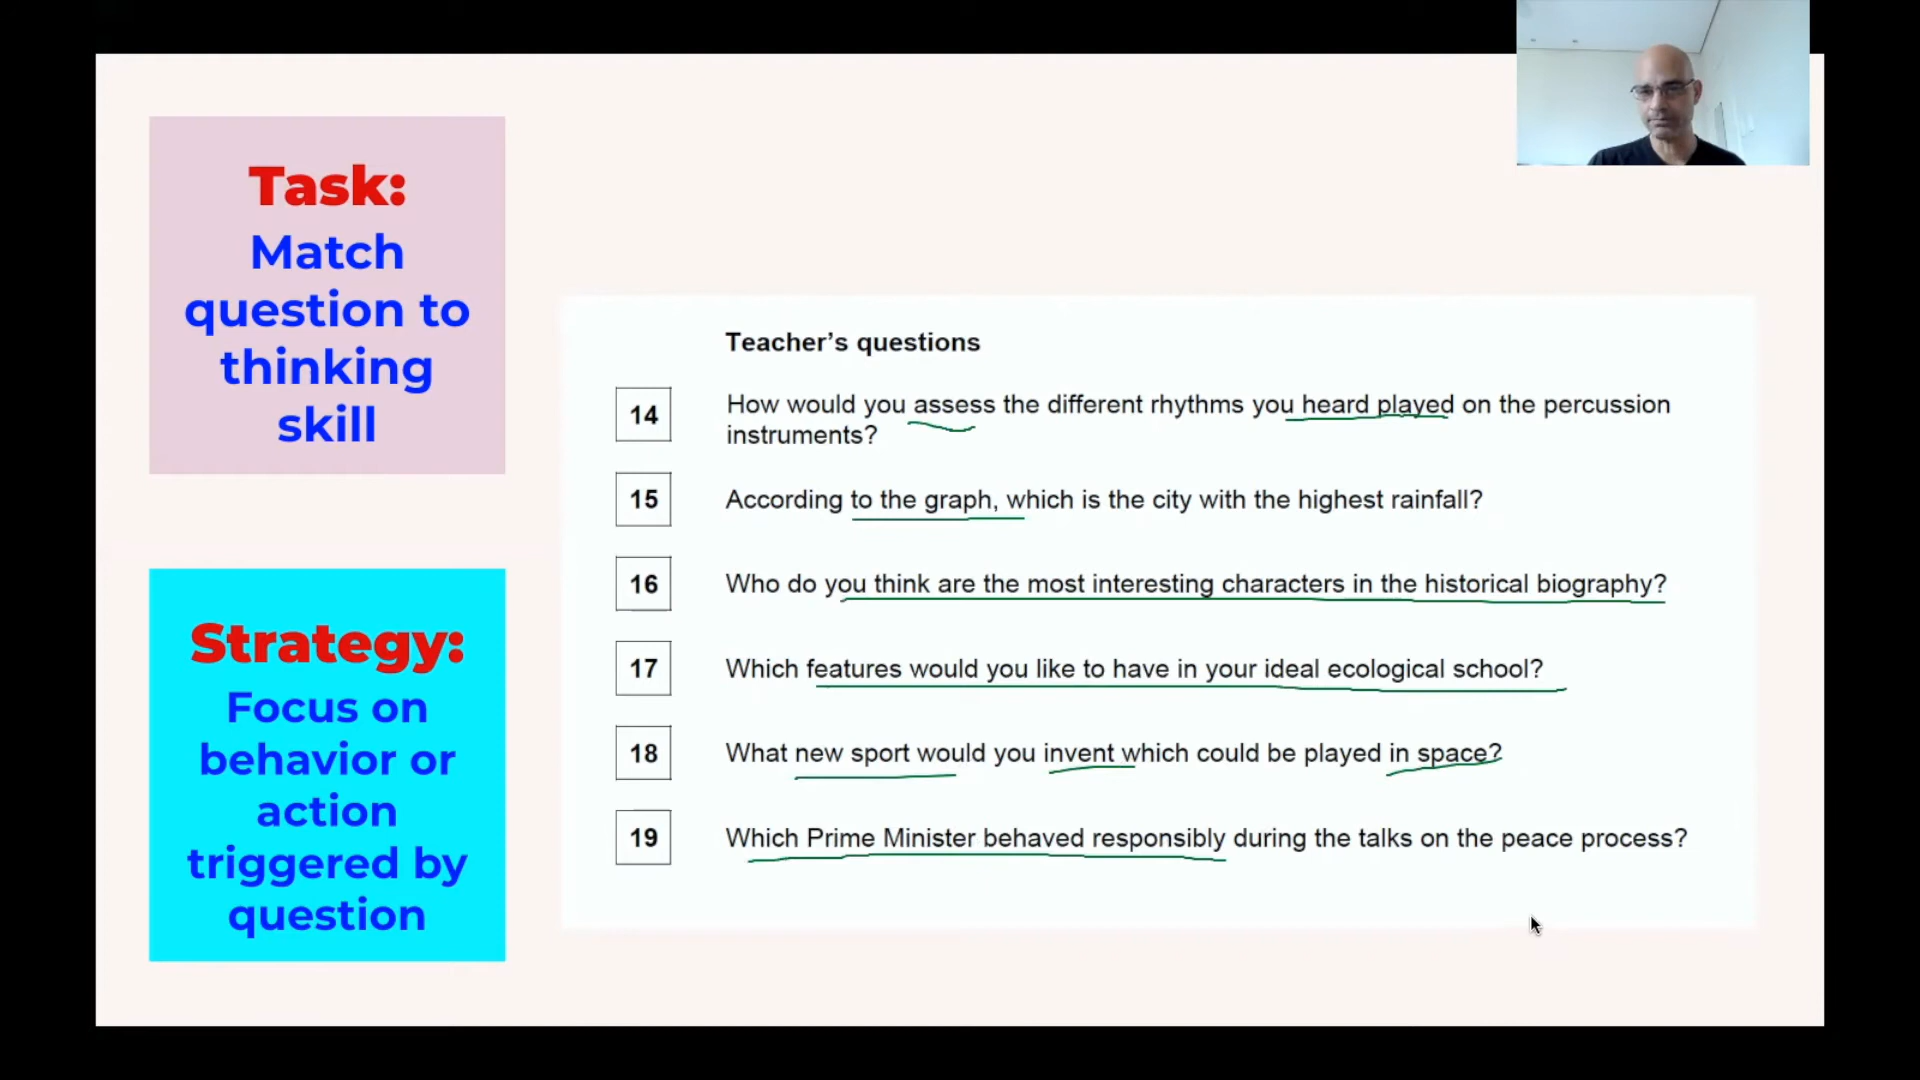 Task:
Match
question to
thinking
skill
Strategy:
Focus on
behavior or
action
triggered by
question
Teacher’s questions
14 How would you assess the different rhythms you heard played on the percussion
instruments?
15 According to the graph, which is the city with the highest rainfall?
16 Who do you think are the most interesting characters in the historical biography?
17 Which features would you like to have in your ideal ecological school?
18 What new sport would you invent which could be played in space?
19 Which Prime Minister behaved responsibly during the talks on the peace process?